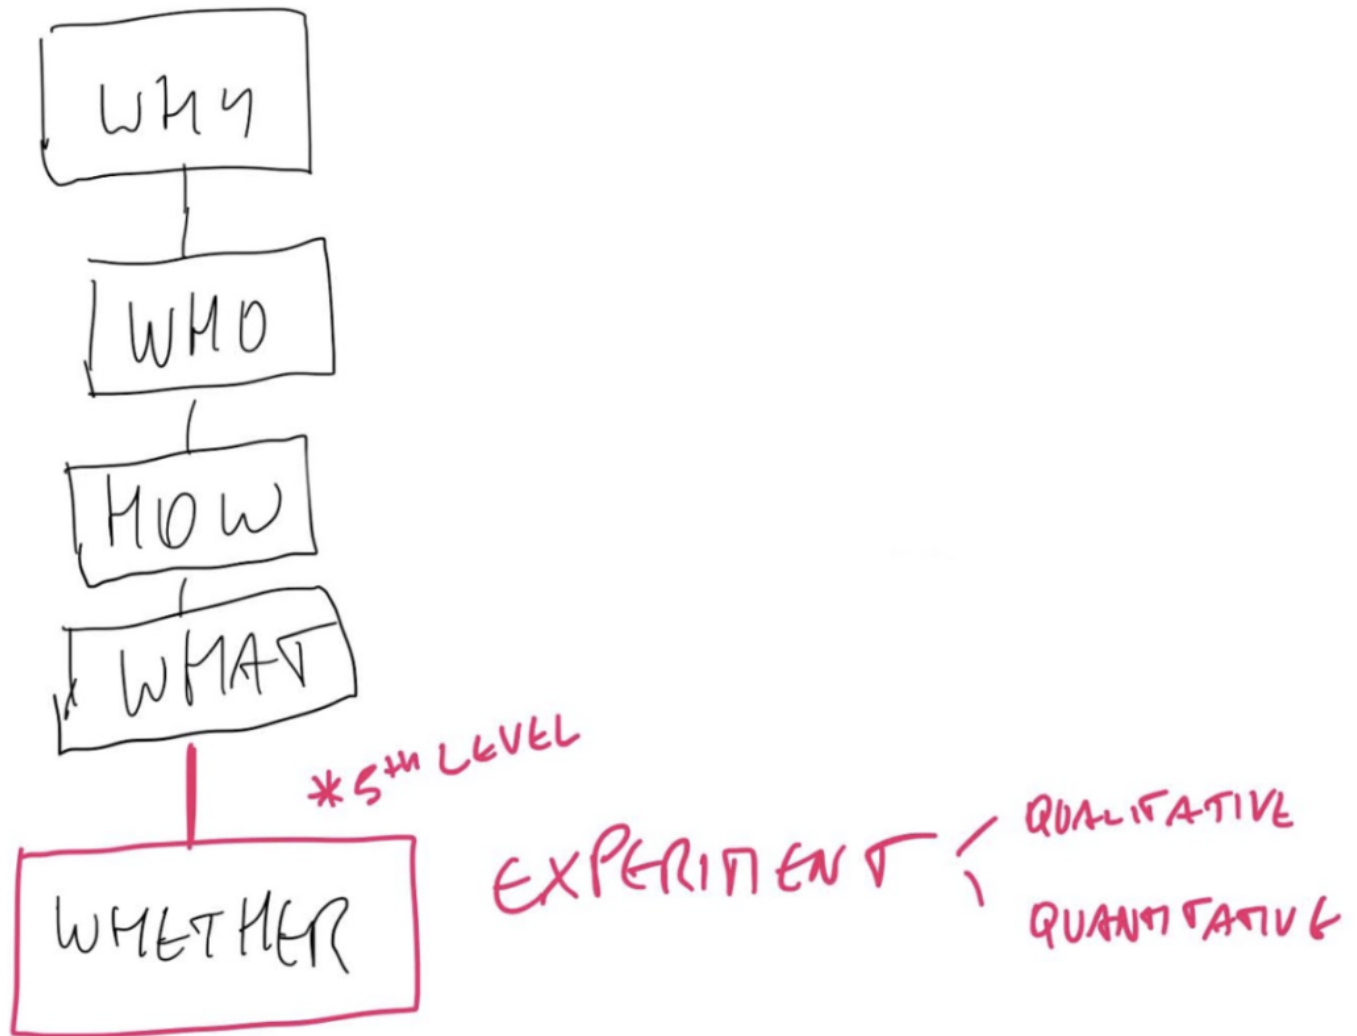 WHY
WHO
HOW
WHAT
*5th LEVEL
QUALITATIVE
EXPERIMENT
QUANTITATIVE
WHETHER